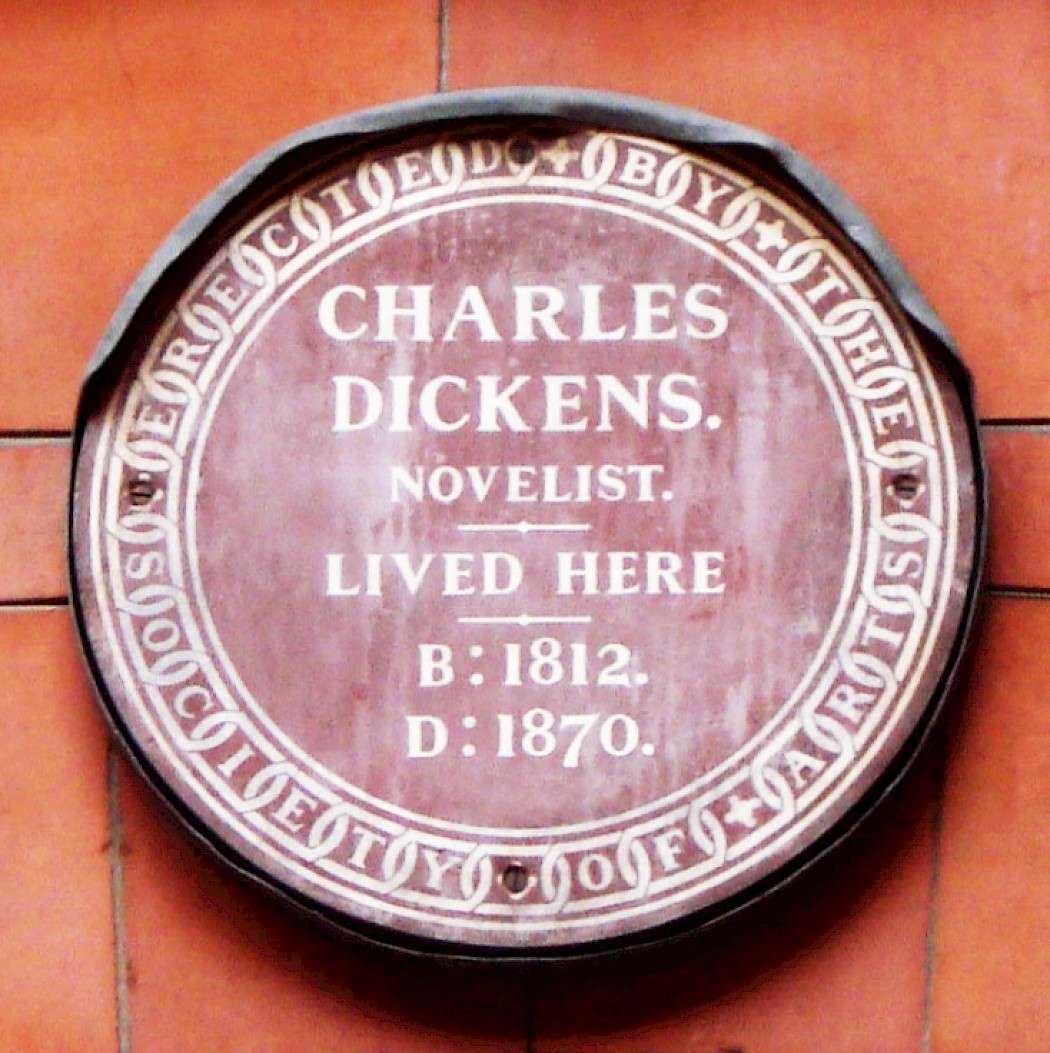 ERECTED BY THE
SOCIETY OF ARTS
CHARLES
DICKENS.
NOVELIST.
LIVED HERE
B: 1812.
D: 1870.